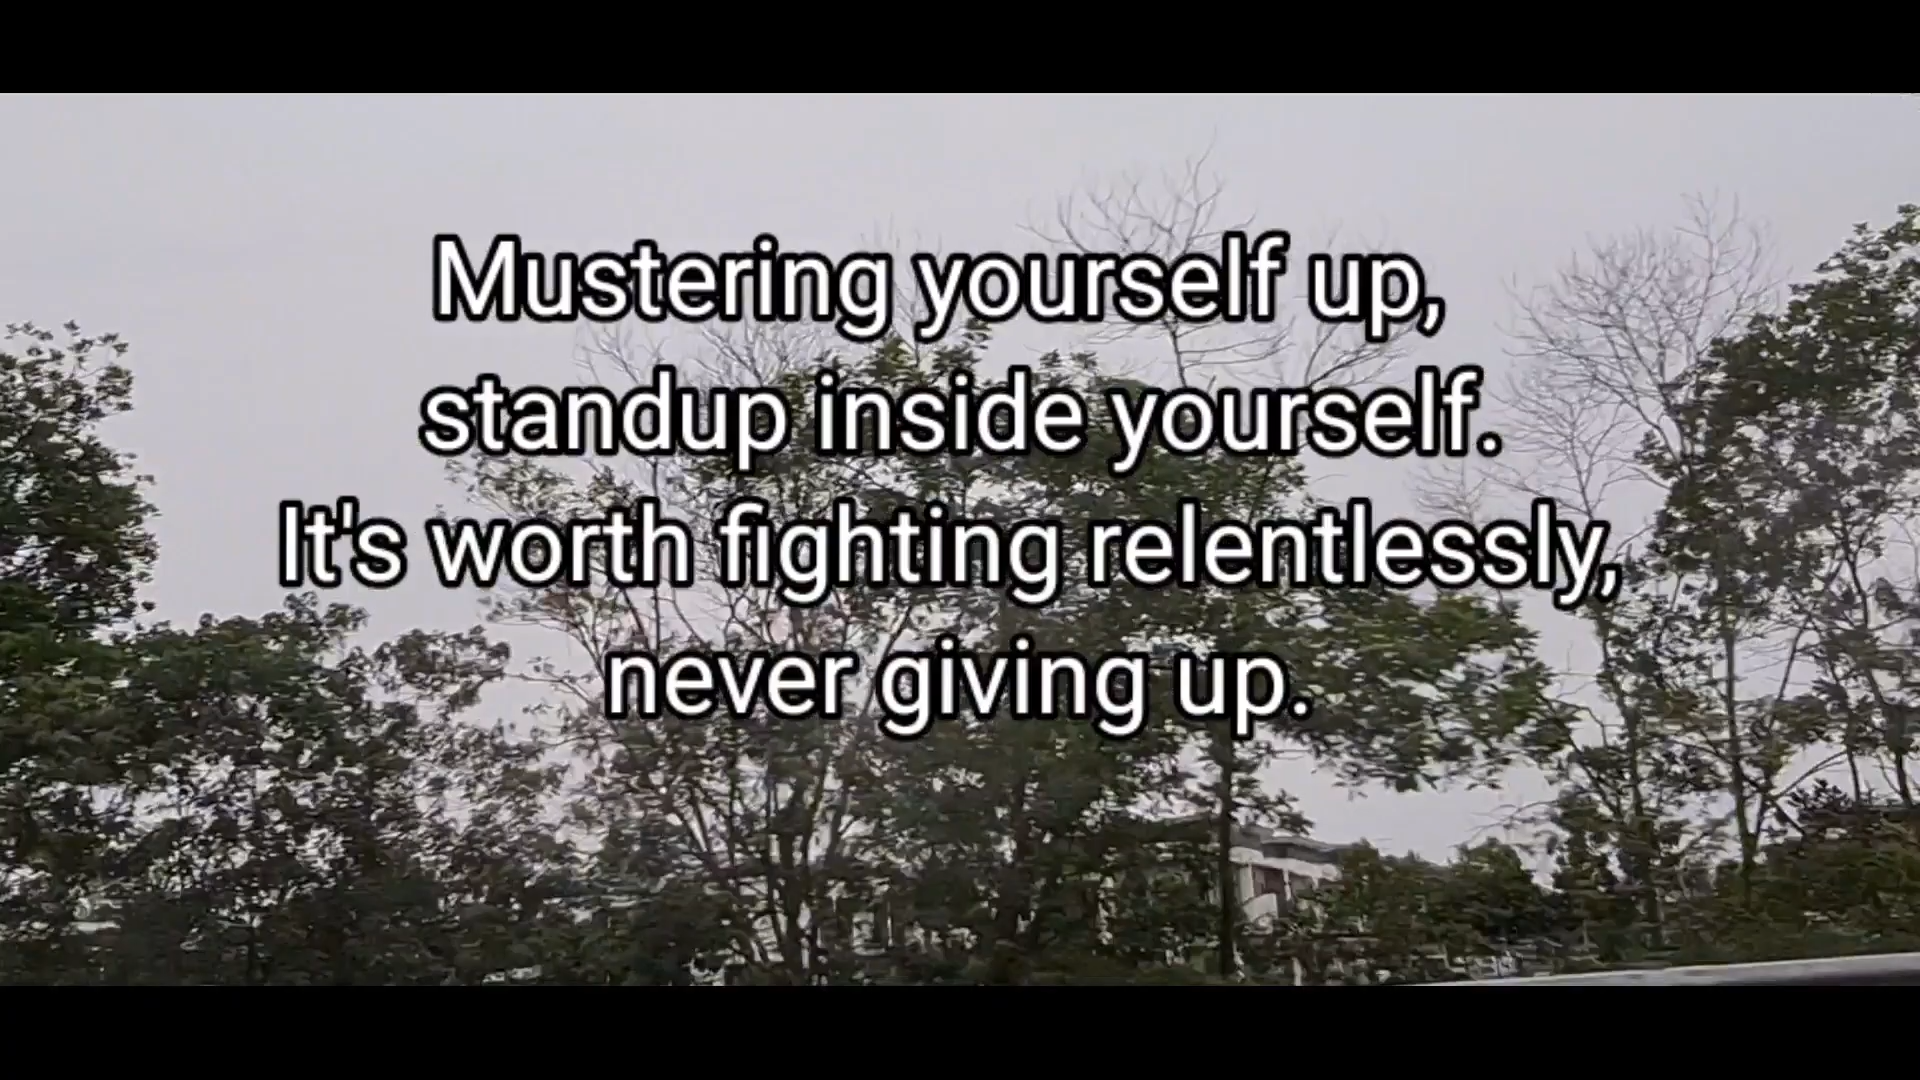 Mustering yourself up,
standup inside yourself.
It's worth fighting relentlessly,
never giving up.